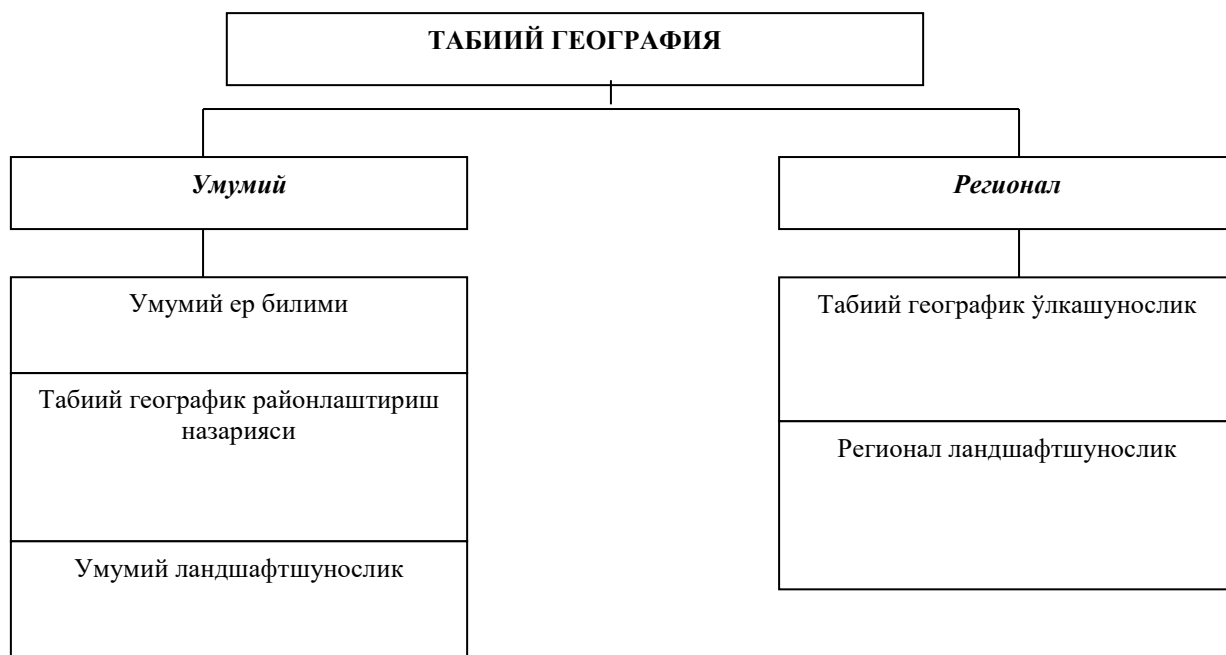 ТАБИИЙ ГЕОГРАФИЯ
Умумий
Регионал
Умумий ер билими
Табиий географик районлаштириш
назарияси
Умумий ландшафтшунослик
Табиий географик ўлкашунослик
Регионал ландшафтшунослик